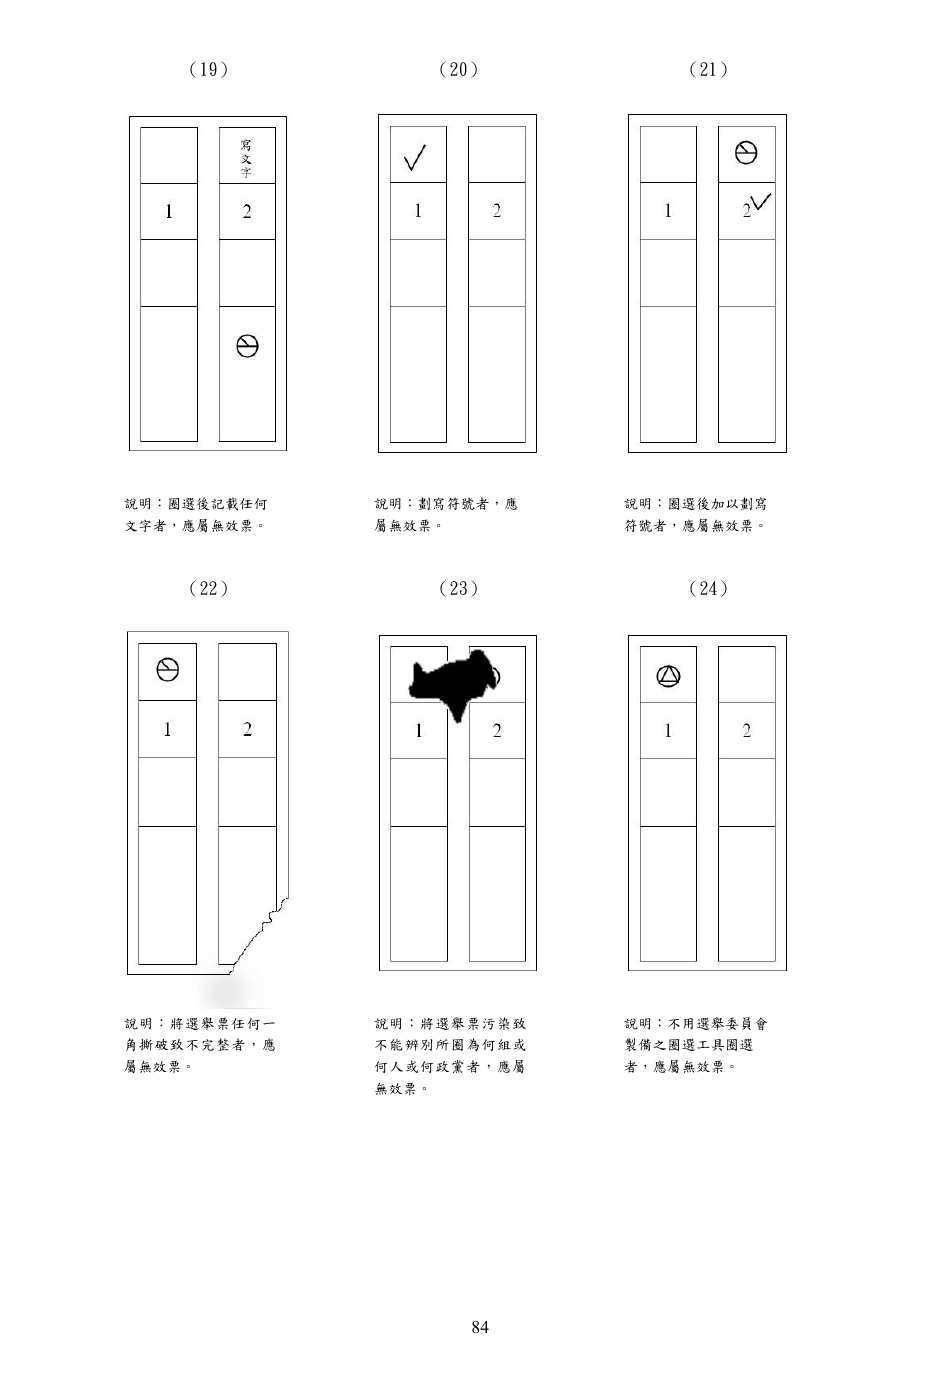 （19）
（20）
（21）
寫
文
字
1
2
1
2
1
2
說明：圈選後記載任何
文字者，應屬無效票。
說明：劃寫符號者，應
屬無效票。
說明：圈選後加以劃寫
符號者，應屬無效票。
（22）
（23）
（24）
1
2
1
2
1
2
說明：將選舉票任何一
角撕破致不完整者，應
屬無效票。
說明：將選舉票污染致
不能辨別所圈為何組或
何人或何政黨者，應屬
無效票。
說明：不用選舉委員會
製備之圈選工具圈選
者，應屬無效票。
84